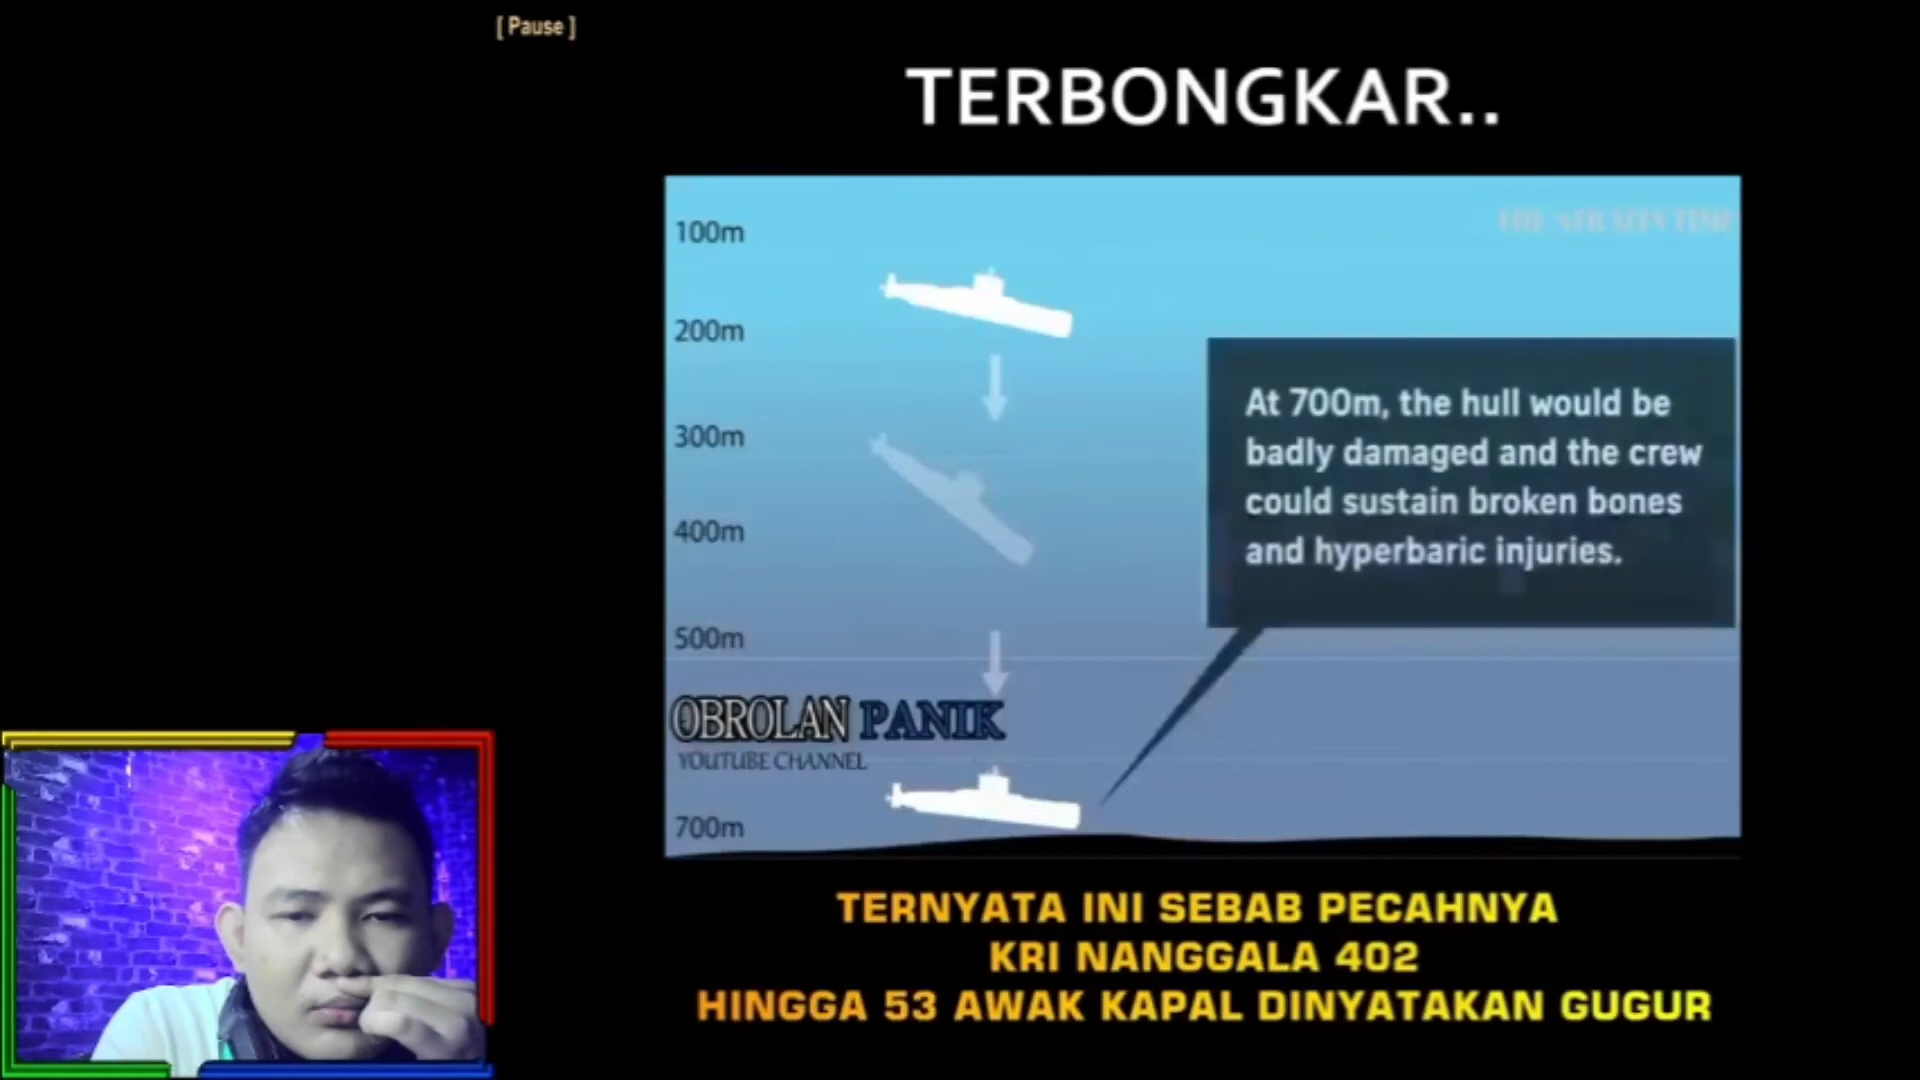 [ Pause ]
TERBONGKAR..
100m
200m
300m
400m
500m
700m
At 700m, the hull would be
badly damaged and the crew
could sustain broken bones
and hyperbaric injuries.
OBROLAN PANIK
YOUTUBE CHANNEL
TERNYATA INI SEBAB PECAHNYA
KRI NANGGALA 402
HINGGA 53 AWAK KAPAL DINYATAKAN GUGUR